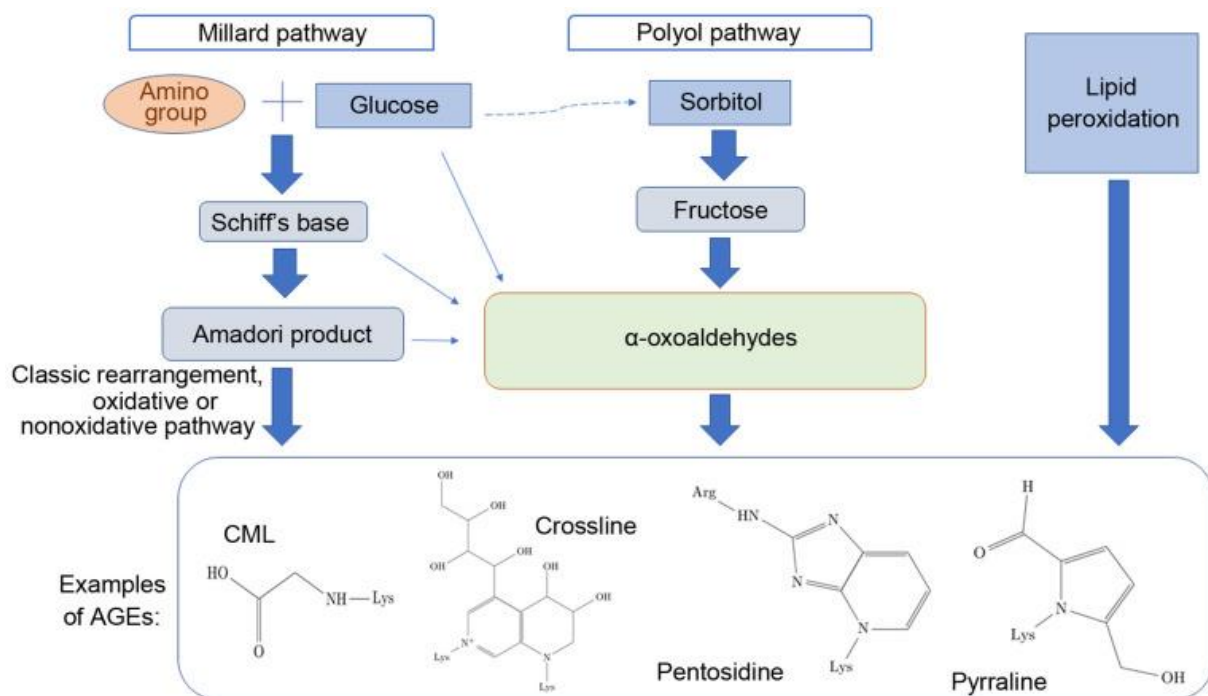 Millard pathway
Polyol pathway
Amino
group
Glucose
Sorbitol
Lipid
peroxidation
Schiff's base
Fructose
Amadori product
α-oxoaldehydes
Classic rearrangement,
oxidative or
nonoxidative pathway
Examples
of AGEs:
CML
HO
O
NH
Lys
Crossline
OH
OH
OH
OH
OH
OH
OH
N⁺
Lys
N
Lys
Pentosidine
Arg
HN
N
N
N
Lys
Pyrraline
H
O
N
Lys
OH